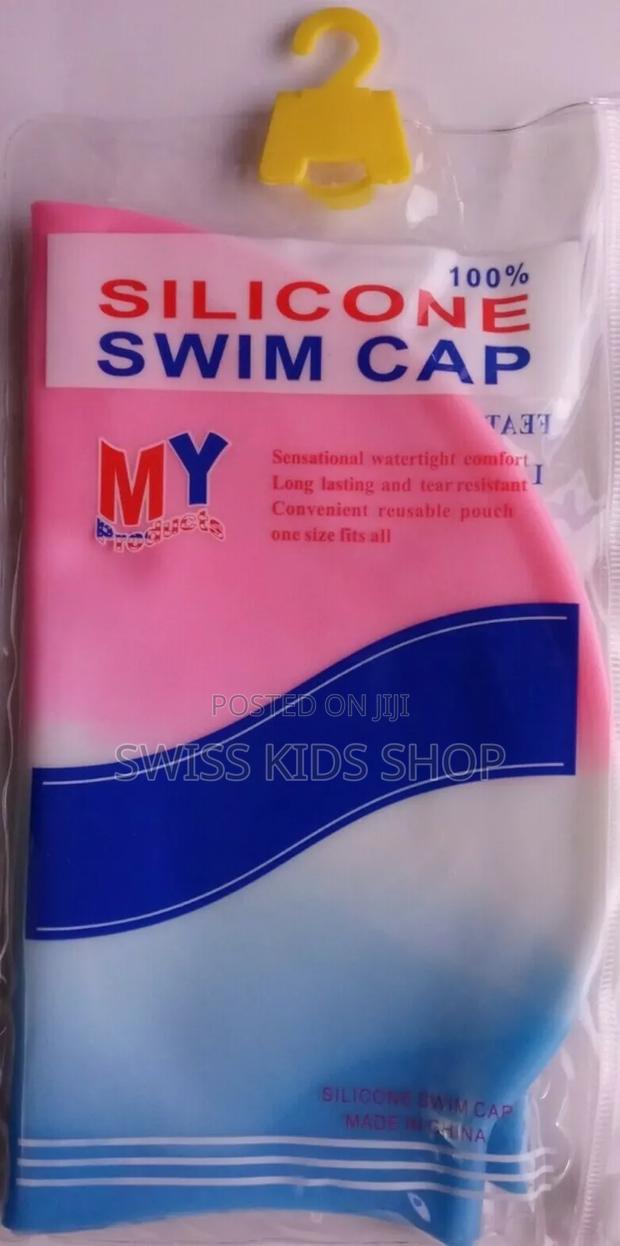 100%
SILICONE
SWIM CAP
FEAT
MY
Products
Sensational watertight comfort
Long lasting and tear resistant
Convenient reusable pouch
one size fits all
POSTED ON JIJI
SWISS KIDS SHOP
SILICONE SWIM CAP
MADE IN CHINA